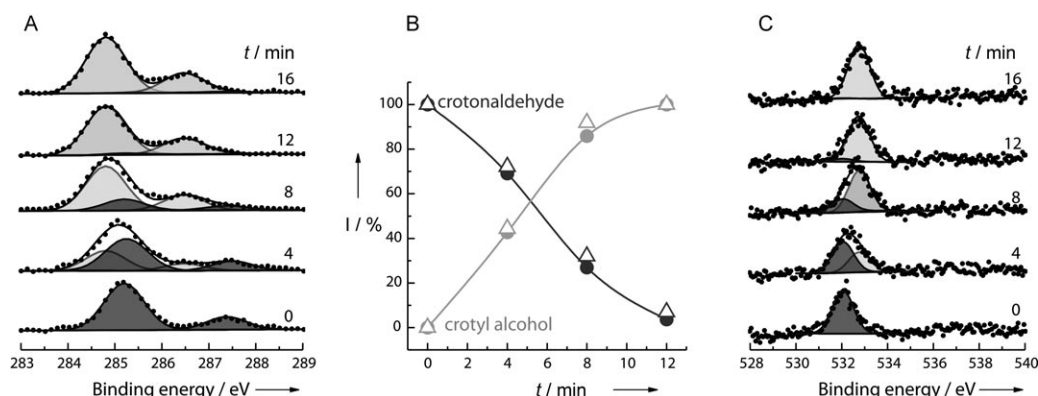 A
t / min
16
12
8
4
0
283 284 285 286 287 288 289
Binding energy / eV
B
100
80
60
40
20
0
I / %
crotonaldehyde
crotyl alcohol
0 2 4 6 8 10 12 14
t / min
C
t / min
16
12
8
4
0
528 530 532 534 536 538 540
Binding energy / eV